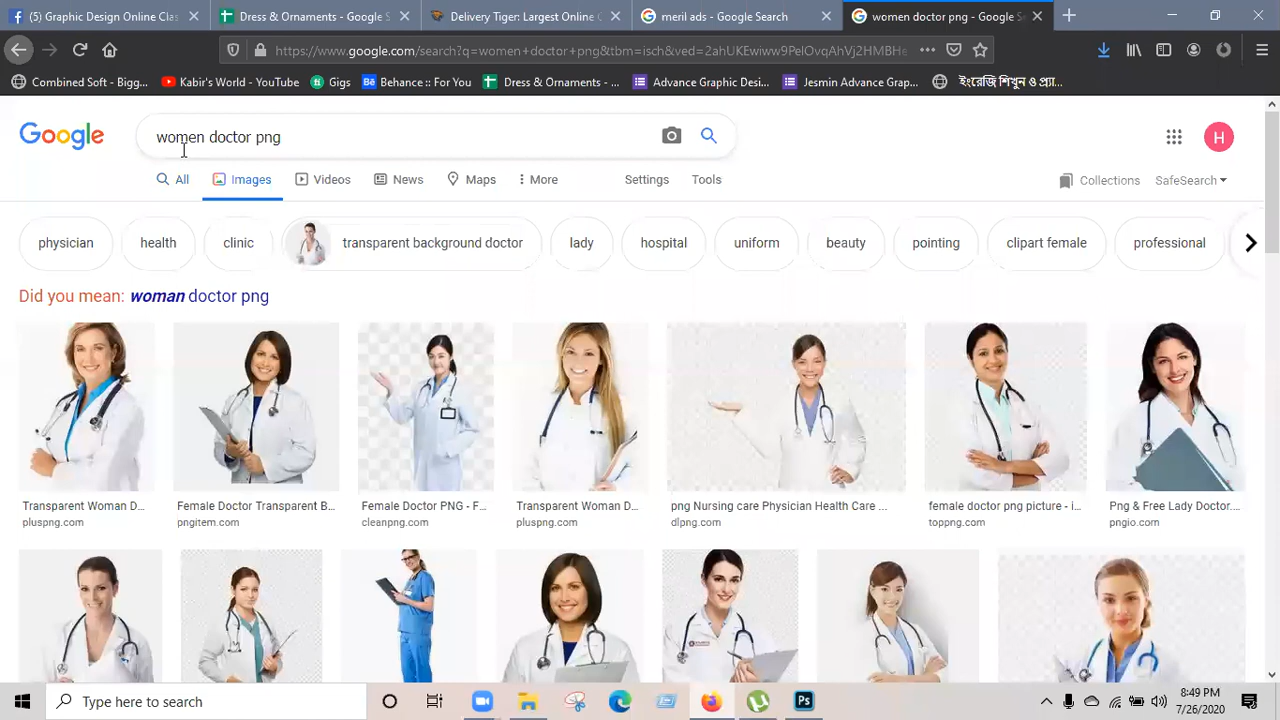 (5) Graphic Design Online Clas
Dress & Ornaments - Google S
Delivery Tiger: Largest Online C
meril ads - Google Search
women doctor png - Google Se
https://www.google.com/search?q=women+doctor+png&tbm=isch&ved=
Combined Soft - Bigg...
Kabir's World - YouTube
Gigs
Behance :: For You
Dress & Ornaments - ...
Advance Graphic Desi...
Jesmin Advance Grap...
ইংরেজি শিখুন ও প্র্যা...
Google
women doctor png
H
All
Images
Videos
News
Maps
More
Settings
Tools
Collections
SafeSearch
physician
health
clinic
transparent background doctor
lady
hospital
uniform
beauty
pointing
clipart female
professional
Did you mean: woman doctor png
Transparent Woman D...
Female Doctor Transparent B...
Female Doctor PNG - F...
Transparent Woman D...
png Nursing care Physician Health Care ...
female doctor png picture - i...
Png & Free Lady Doctor....
pluspng.com
pngitem.com
cleanpng.com
pluspng.com
dlpng.com
toppng.com
pngio.com
Type here to search
Ps
8:49 PM
7/26/2020